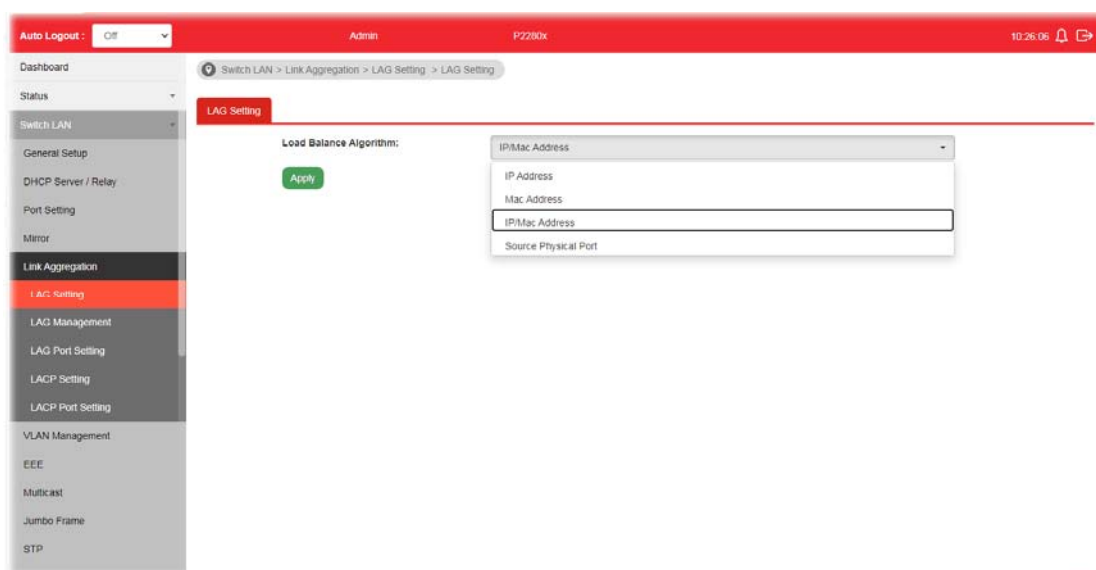 Auto Logout : Off Admin P2280x 10:26:06
Dashboard
Status
Switch LAN
General Setup
DHCP Server / Relay
Port Setting
Mirror
Link Aggregation
LAG Setting
LAG Management
LAG Port Setting
LACP Setting
LACP Port Setting
VLAN Management
EEE
Multicast
Jumbo Frame
STP
Switch LAN > Link Aggregation > LAG Setting > LAG Setting
LAG Setting
Load Balance Algorithm: IP/Mac Address
Apply
IP Address
Mac Address
IP/Mac Address
Source Physical Port